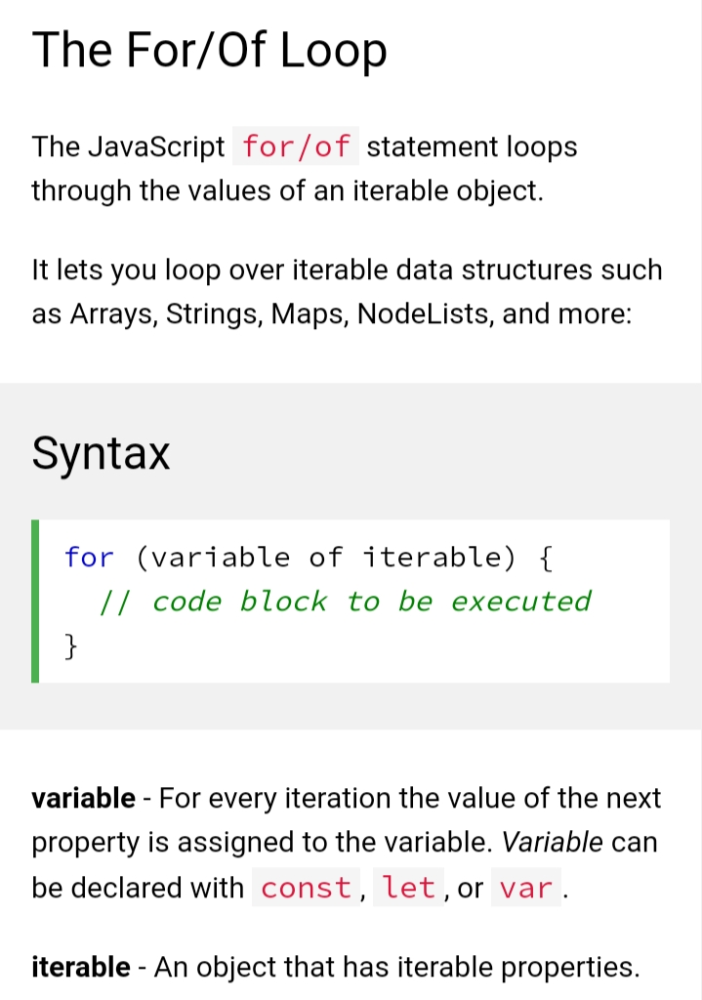 The For/Of Loop
The JavaScript for/of statement loops
through the values of an iterable object.
It lets you loop over iterable data structures such
as Arrays, Strings, Maps, NodeLists, and more:
Syntax
for (variable of iterable) {
  // code block to be executed
}
variable - For every iteration the value of the next
property is assigned to the variable. Variable can
be declared with const, let, or var.
iterable - An object that has iterable properties.